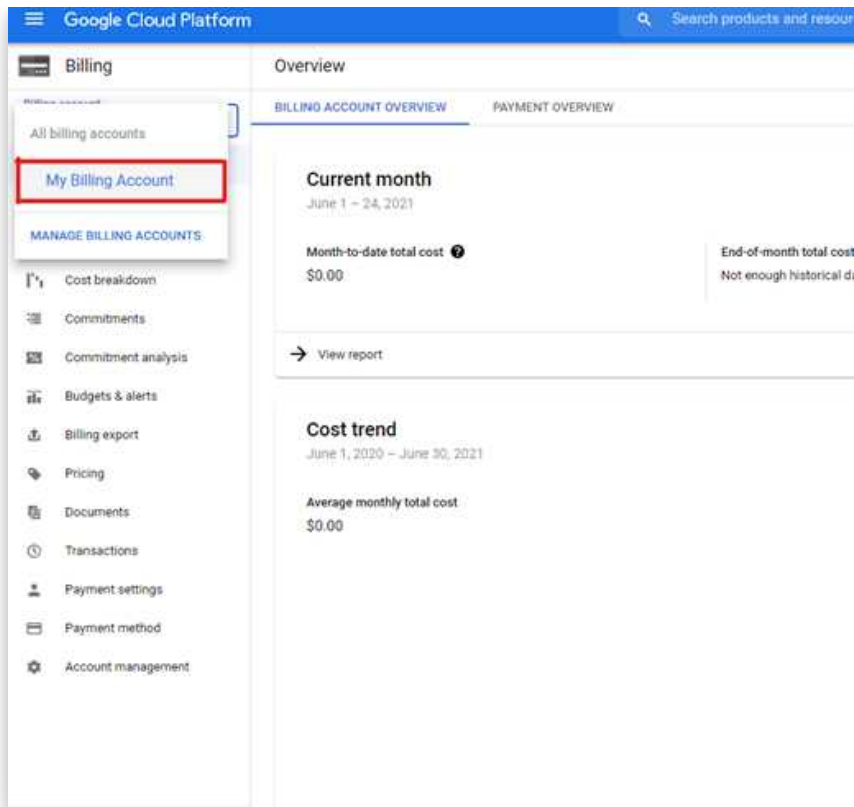 Google Cloud Platform
Search products and resour
Billing
Overview
Billing account
BILLING ACCOUNT OVERVIEW
PAYMENT OVERVIEW
All billing accounts
My Billing Account
MANAGE BILLING ACCOUNTS
Cost breakdown
Commitments
Commitment analysis
Budgets & alerts
Billing export
Pricing
Documents
Transactions
Payment settings
Payment method
Account management
Current month
June 1 – 24, 2021
Month-to-date total cost ?
$0.00
End-of-month total cost
Not enough historical da
View report
Cost trend
June 1, 2020 – June 30, 2021
Average monthly total cost
$0.00